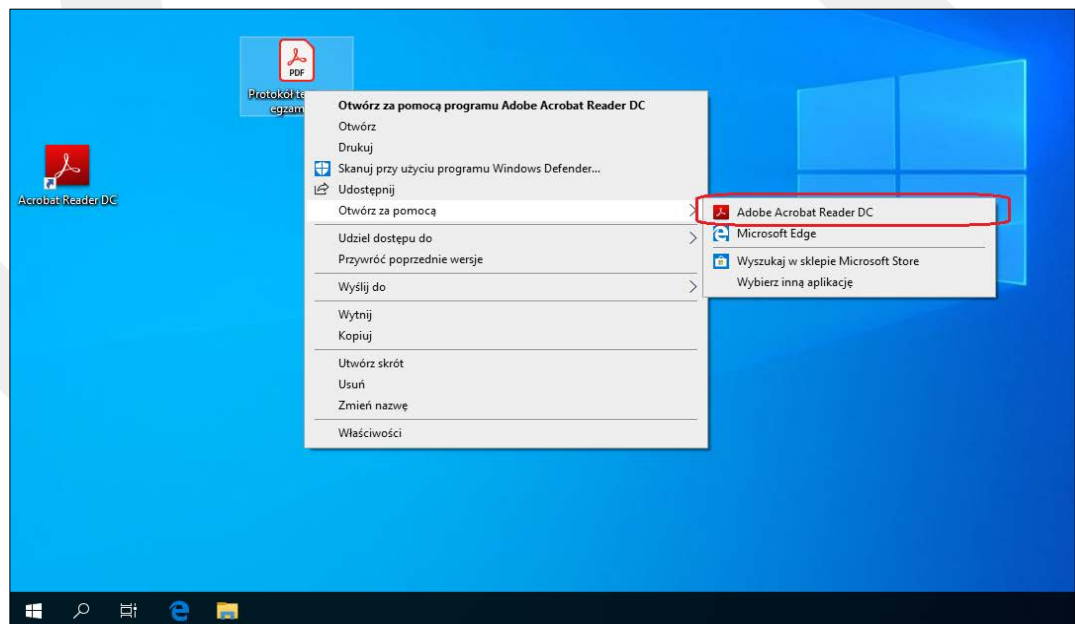 PDF
Protokół te
egzam
Acrobat Reader DC
Otwórz za pomocą programu Adobe Acrobat Reader DC
Otwórz
Drukuj
Skanuj przy użyciu programu Windows Defender...
Udostępnij
Otwórz za pomocą
Udziel dostępu do
Przywróć poprzednie wersje
Wyślij do
Wytnij
Kopiuj
Utwórz skrót
Usuń
Zmień nazwę
Właściwości
Adobe Acrobat Reader DC
Microsoft Edge
Wyszukaj w sklepie Microsoft Store
Wybierz inną aplikację